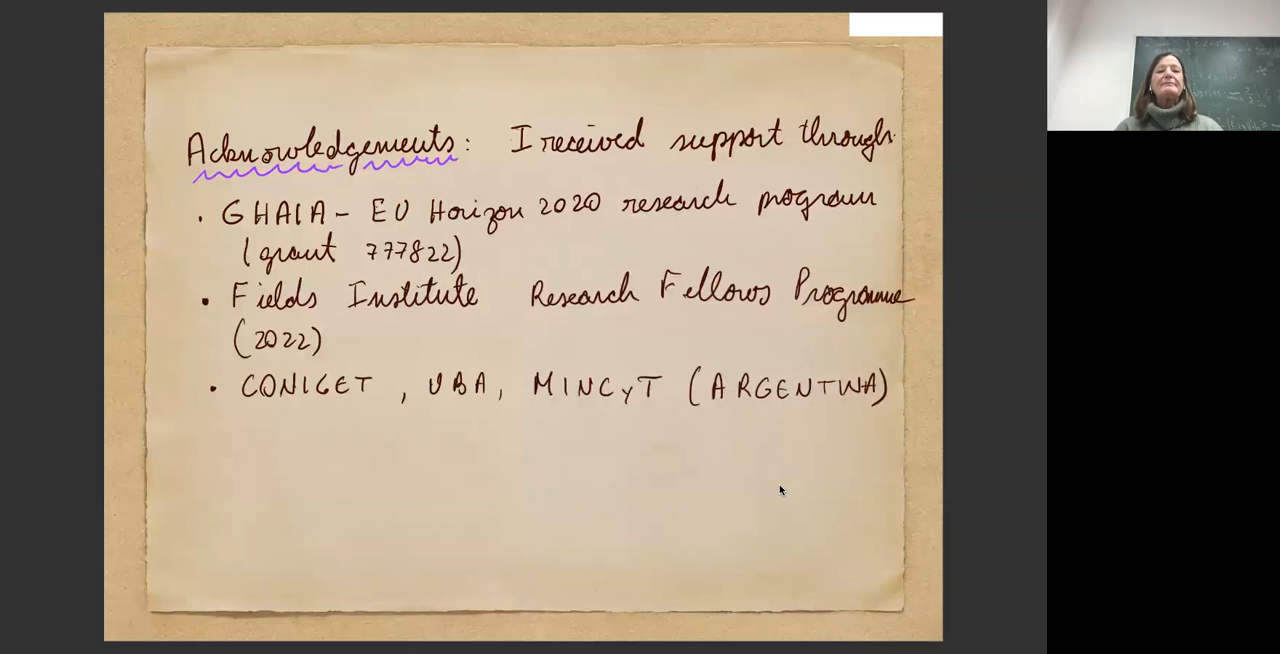 Acknowledgements: I received support through
· GHAIA - EU Horizon 2020 research program
(grant 777822)
· Fields Institute Research Fellows Programme
(2022)
· CONICET, UBA, MINCyT (ARGENTINA)